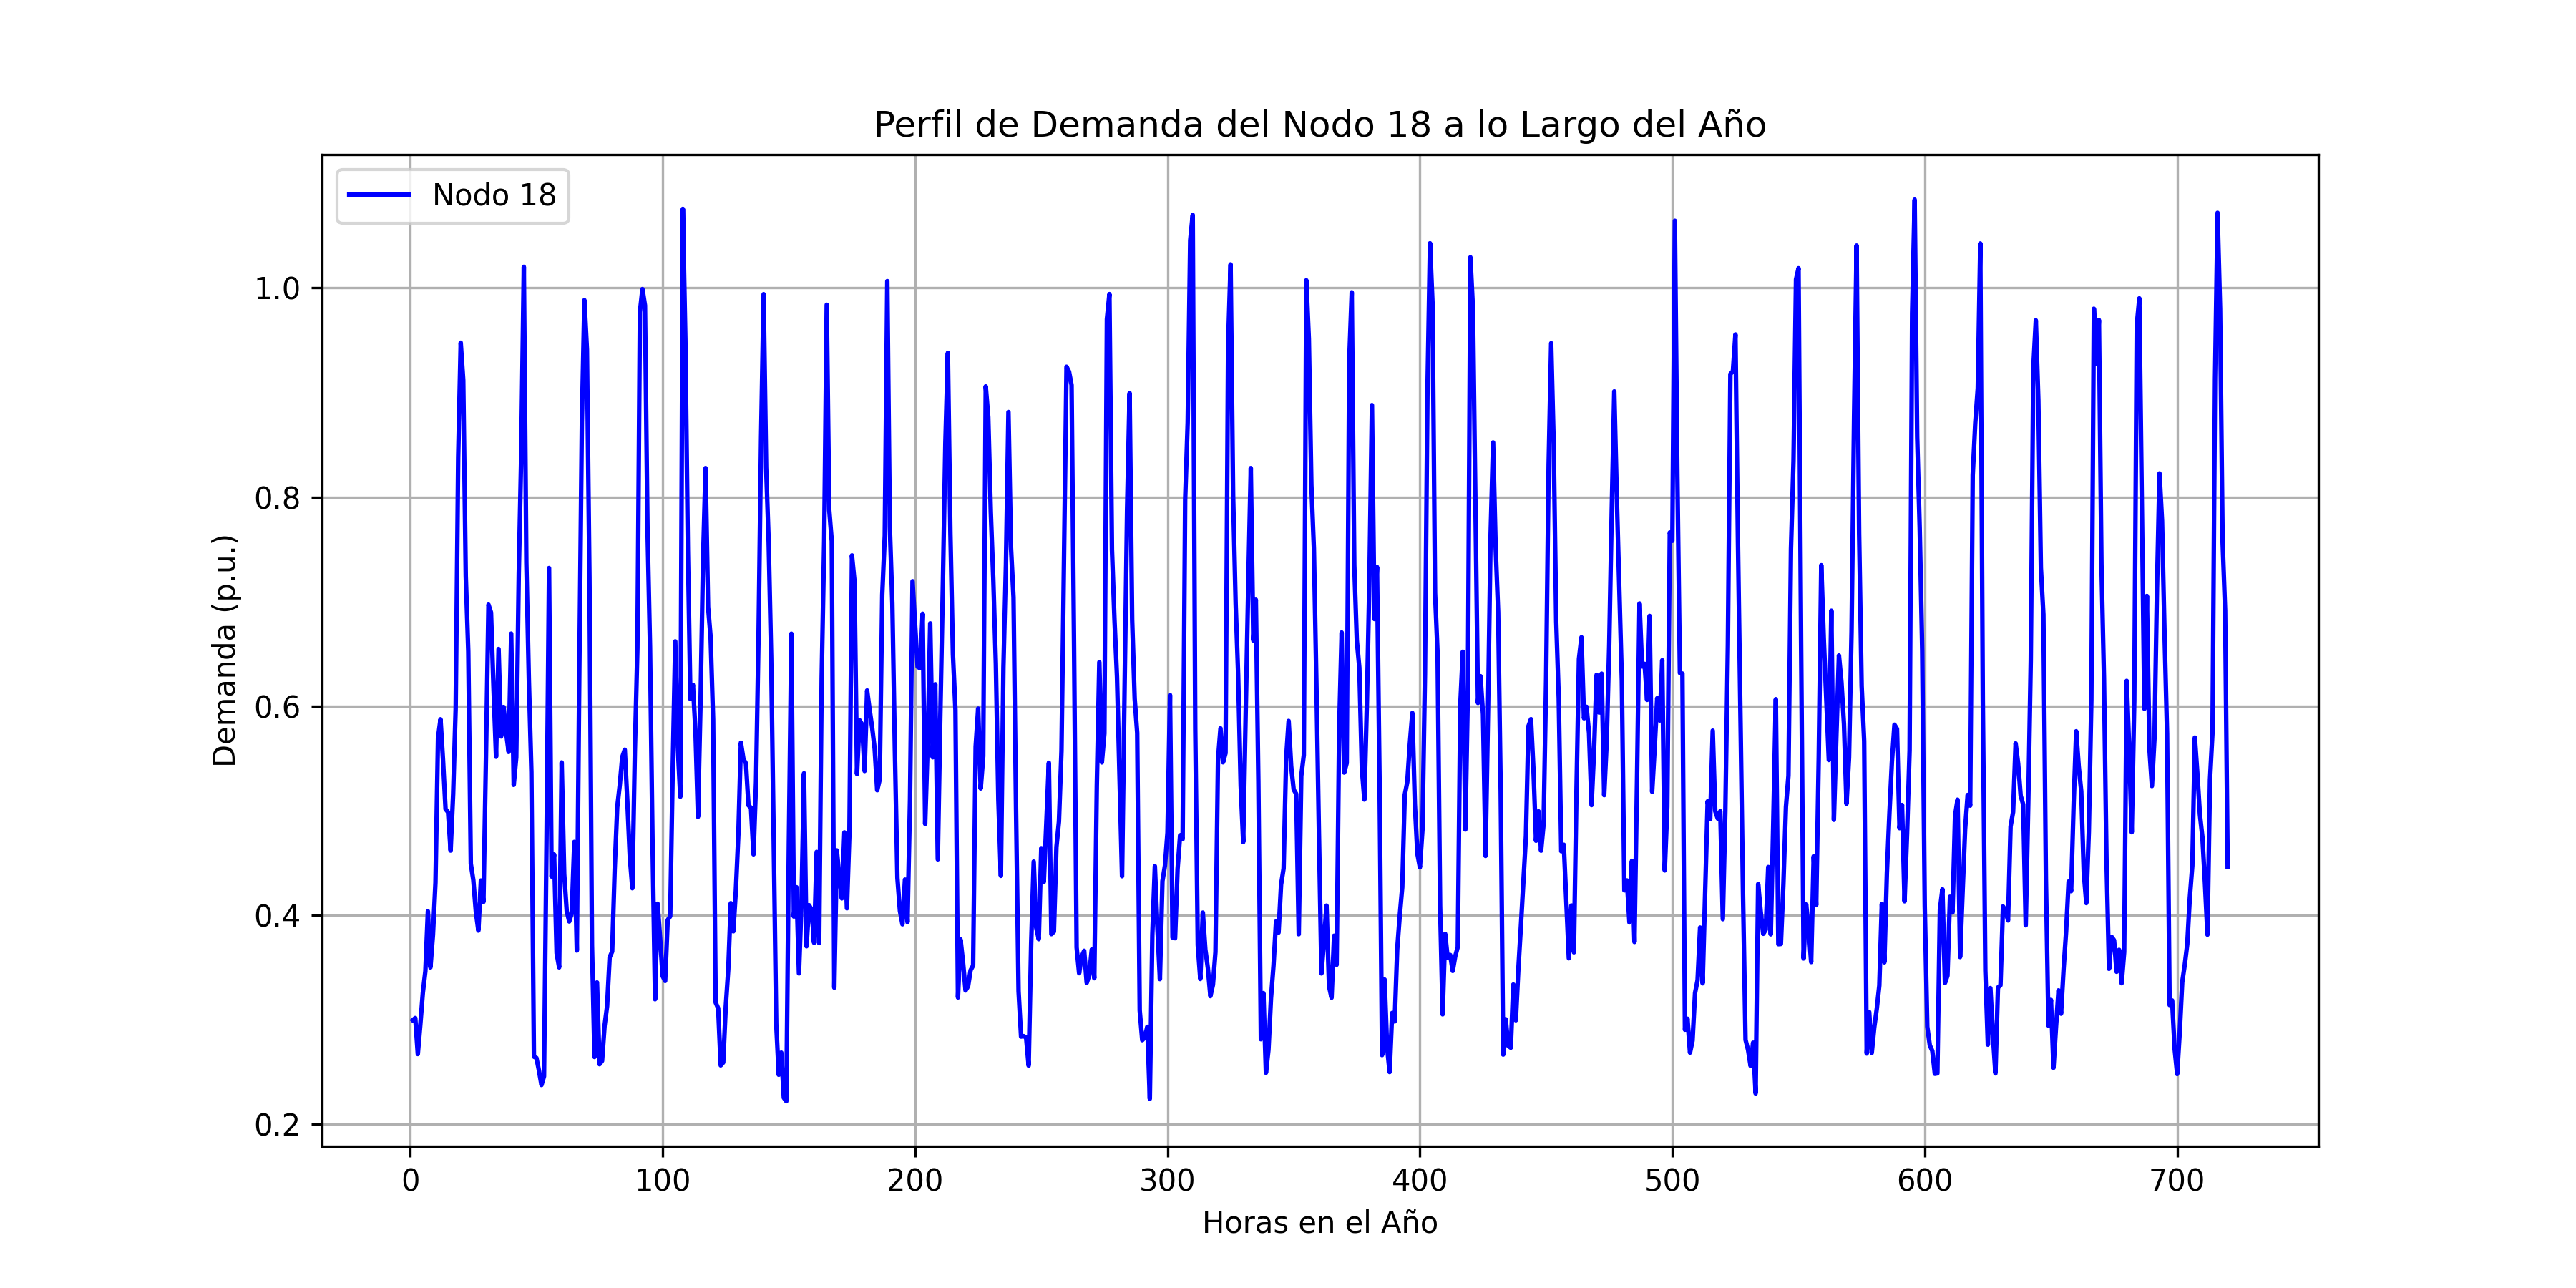 Perfil de Demanda del Nodo 18 a lo Largo del Año
Nodo 18
Demanda (p.u.)
1.0
0.8
0.6
0.4
0.2
0 100 200 300 400 500 600 700
Horas en el Año